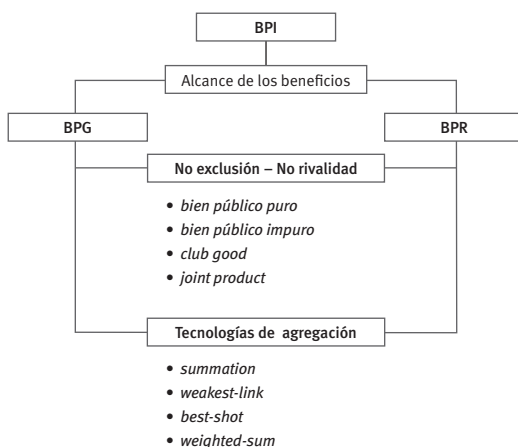 BPI
Alcance de los beneficios
BPG
BPR
No exclusión – No rivalidad
• bien público puro
• bien público impuro
• club good
• joint product
Tecnologías de agregación
• summation
• weakest-link
• best-shot
• weighted-sum